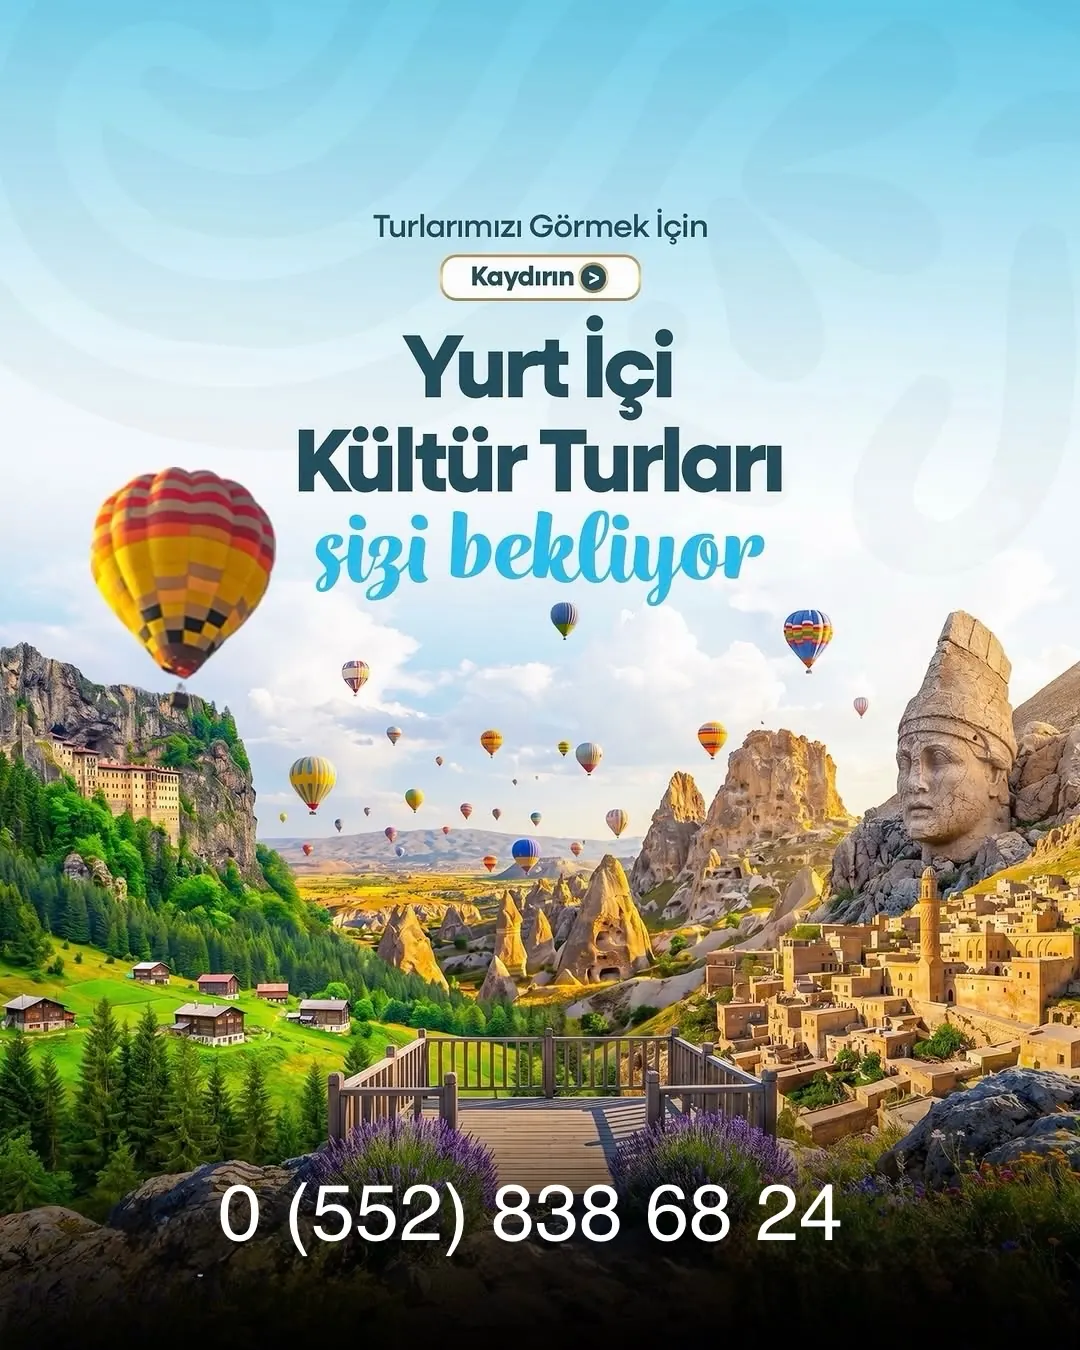 Turlarımızı Görmek İçin
Kaydırın >
Yurt İçi
Kültür Turları
sizi bekliyor
0 (552) 838 68 24